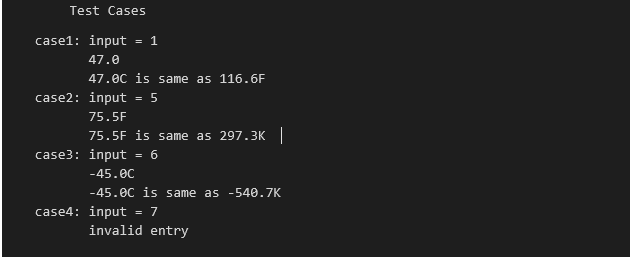 Test Cases
case1: input = 1
47.0
47.0C is same as 116.6F
case2: input = 5
75.5F
75.5F is same as 297.3K
case3: input = 6
-45.0C
-45.0C is same as -540.7K
case4: input = 7
invalid entry